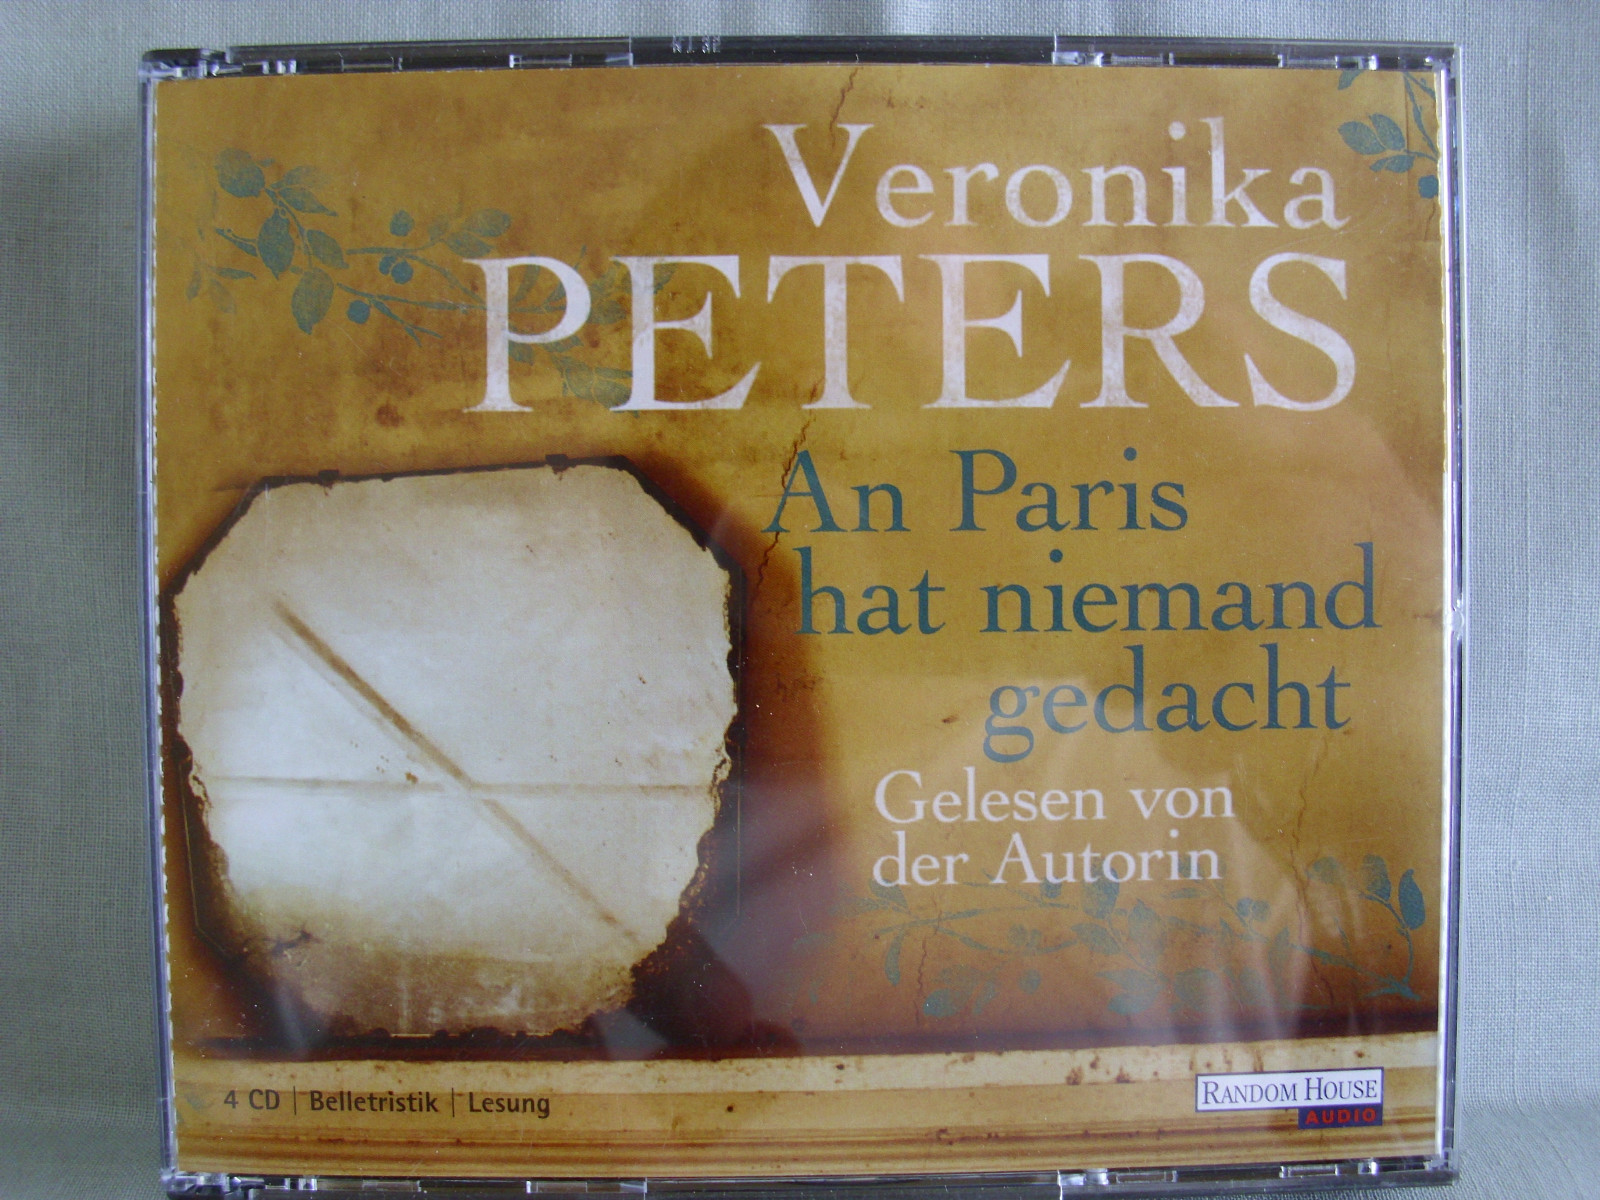 Veronika
PETERS
An Paris
hat niemand
gedacht
Gelesen von
der Autorin
4 CD | Belletristik | Lesung
RANDOM HOUSE
AUDIO